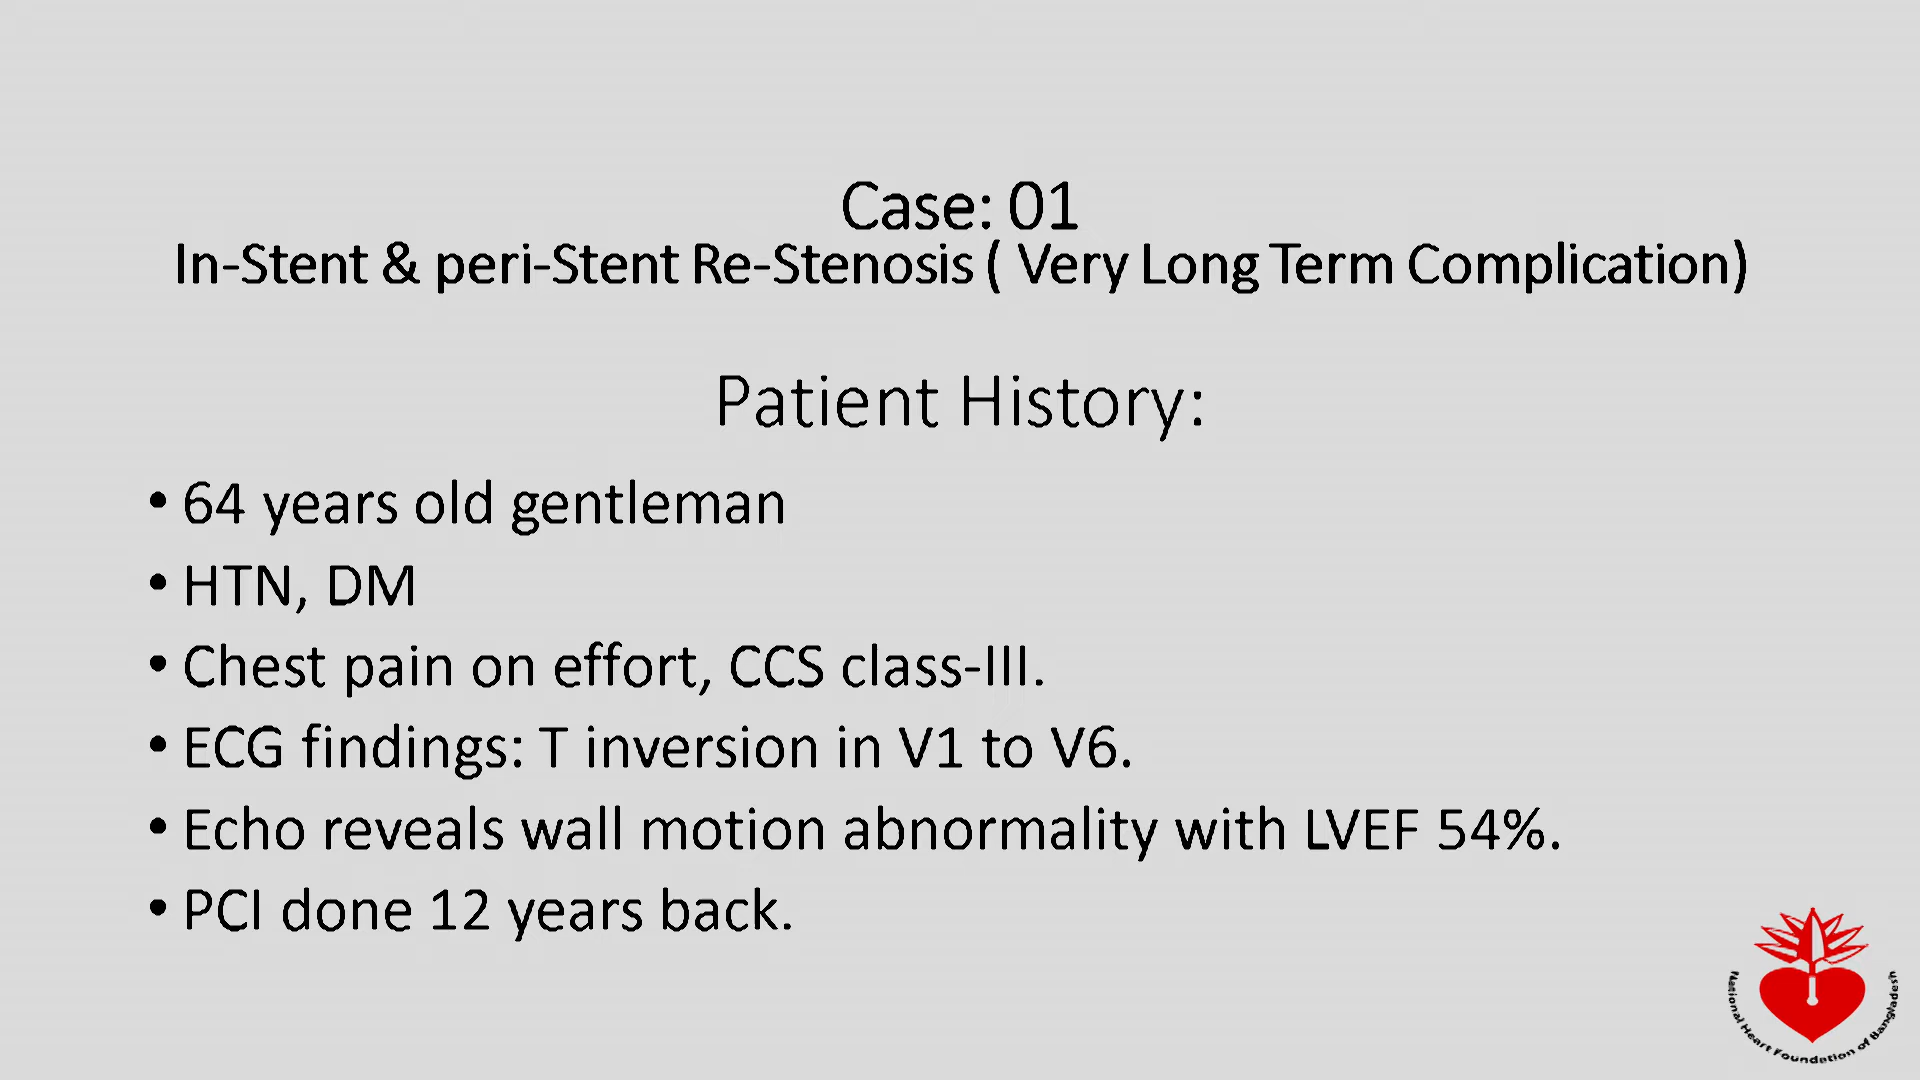 Case: 01
In-Stent & peri-Stent Re-Stenosis ( Very Long Term Complication)
Patient History:
• 64 years old gentleman
• HTN, DM
• Chest pain on effort, CCS class-III.
• ECG findings: T inversion in V1 to V6.
• Echo reveals wall motion abnormality with LVEF 54%.
• PCI done 12 years back.
National Heart Foundation of Bangladesh